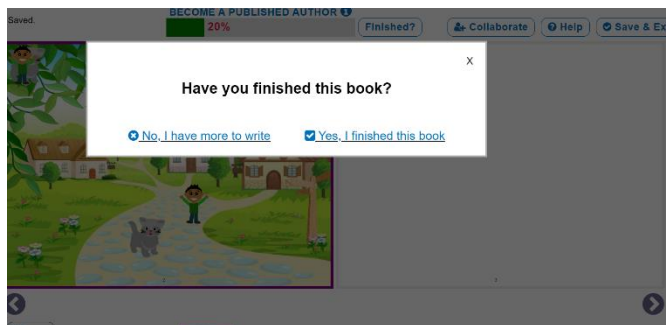 BECOME A PUBLISHED AUTHOR
Saved.
20%
Finished?
Collaborate
Help
Save & Ex
X
Have you finished this book?
No, I have more to write
Yes, I finished this book